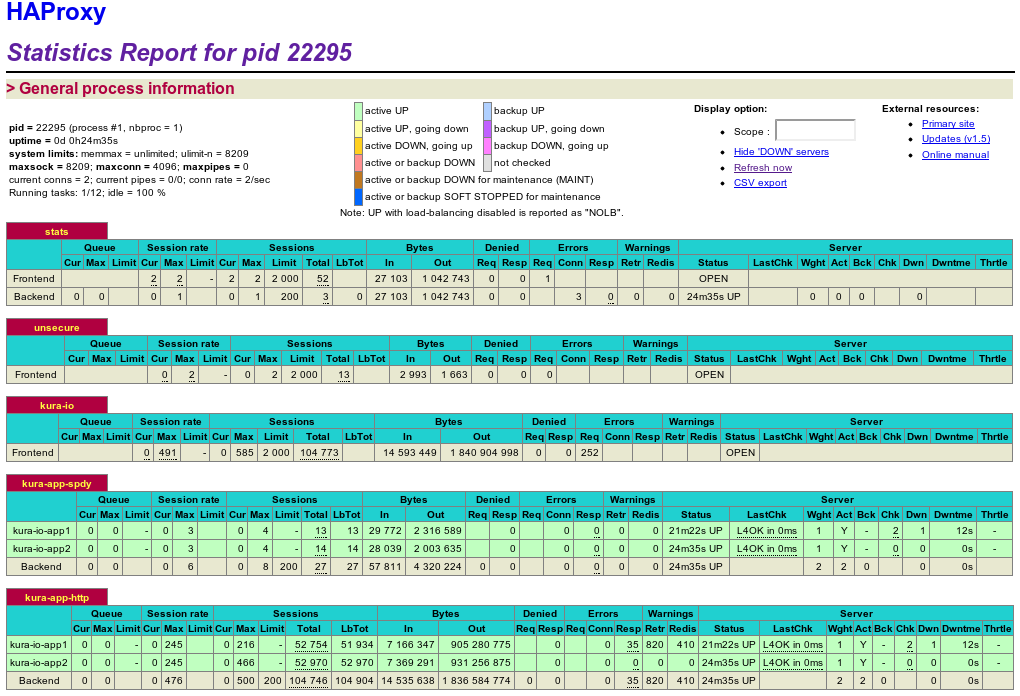 HAProxy
Statistics Report for pid 22295
> General process information
pid = 22295 (process #1, nbproc = 1)
uptime = 0d 0h24m35s
system limits: memmax = unlimited; ulimit-n = 8209
maxsock = 8209; maxconn = 4096; maxpipes = 0
current conns = 2; current pipes = 0/0; conn rate = 2/sec
Running tasks: 1/12; idle = 100 %
active UP backup UP
active UP, going down backup UP, going down
active DOWN, going up backup DOWN, going up
active or backup DOWN not checked
active or backup DOWN for maintenance (MAINT)
active or backup SOFT STOPPED for maintenance
Note: UP with load-balancing disabled is reported as "NOLB".
Display option:
• Scope :
• Hide 'DOWN' servers
• Refresh now
• CSV export
External resources:
• Primary site
• Updates (v1.5)
• Online manual
stats
Queue Session rate Sessions Bytes Denied Errors Warnings Server
Cur Max Limit Cur Max Limit Cur Max Limit Total LbTot In Out Req Resp Req Conn Resp Retr Redis Status LastChk Wght Act Bck Chk Dwn Dwntme Thrtle
Frontend 2 2 - 2 2 2 000 52 27 103 1 042 743 0 0 1 OPEN
Backend 0 0 0 1 0 1 200 3 0 27 103 1 042 743 0 0 3 0 0 0 24m35s UP 0 0 0 0
unsecure
Queue Session rate Sessions Bytes Denied Errors Warnings Server
Cur Max Limit Cur Max Limit Cur Max Limit Total LbTot In Out Req Resp Req Conn Resp Retr Redis Status LastChk Wght Act Bck Chk Dwn Dwntme Thrtle
Frontend 0 2 - 0 2 2 000 13 2 993 1 663 0 0 0 OPEN
kura-io
Queue Session rate Sessions Bytes Denied Errors Warnings Server
Cur Max Limit Cur Max Limit Cur Max Limit Total LbTot In Out Req Resp Req Conn Resp Retr Redis Status LastChk Wght Act Bck Chk Dwn Dwntme Thrtle
Frontend 0 491 - 0 585 2 000 104 773 14 593 449 1 840 904 998 0 0 252 OPEN
kura-app-spdy
Queue Session rate Sessions Bytes Denied Errors Warnings Server
Cur Max Limit Cur Max Limit Cur Max Limit Total LbTot In Out Req Resp Req Conn Resp Retr Redis Status LastChk Wght Act Bck Chk Dwn Dwntme Thrtle
kura-io-app1 0 0 - 0 3 0 4 - 13 13 29 772 2 316 589 0 0 0 0 0 21m22s UP L4OK in 0ms 1 Y - 2 1 12s -
kura-io-app2 0 0 - 0 3 0 4 - 14 14 28 039 2 003 635 0 0 0 0 0 24m35s UP L4OK in 0ms 1 Y - 0 0 0s -
Backend 0 0 0 6 0 8 200 27 27 57 811 4 320 224 0 0 0 0 0 0 24m35s UP 2 2 0 0 0s
kura-app-http
Queue Session rate Sessions Bytes Denied Errors Warnings Server
Cur Max Limit Cur Max Limit Cur Max Limit Total LbTot In Out Req Resp Req Conn Resp Retr Redis Status LastChk Wght Act Bck Chk Dwn Dwntme Thrtle
kura-io-app1 0 0 - 0 245 0 216 - 52 754 51 934 7 166 347 905 280 775 0 0 35 820 410 21m22s UP L4OK in 0ms 1 Y - 2 1 12s -
kura-io-app2 0 0 - 0 245 0 466 - 52 970 52 970 7 369 291 931 256 875 0 0 0 0 0 24m35s UP L4OK in 0ms 1 Y - 0 0 0s -
Backend 0 0 0 476 0 500 200 104 746 104 904 14 535 638 1 836 584 774 0 0 0 35 820 410 24m35s UP 2 2 0 0 0s